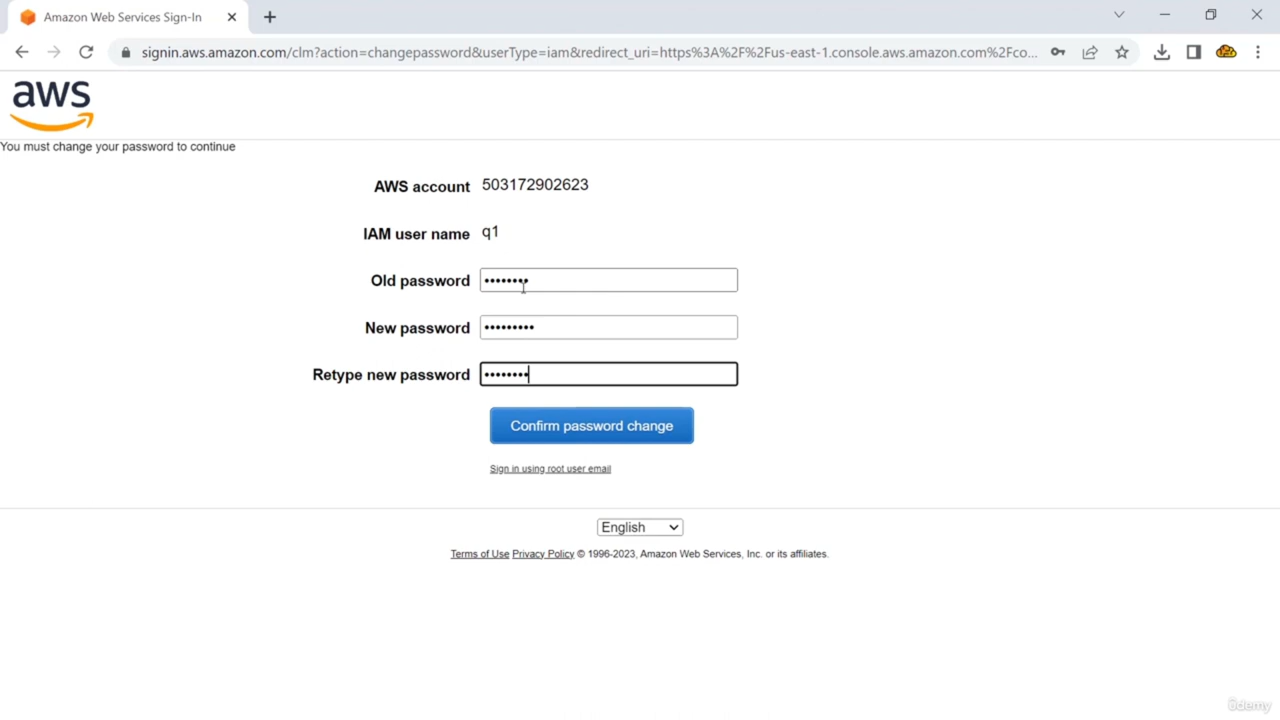 Amazon Web Services Sign-In
signin.aws.amazon.com/clm?action=changepassword&userType=iam&redirect_uri=https%3A%2F%2Fus-east-1.console.aws.amazon.com%2Fco...
aws
You must change your password to continue
AWS account 503172902623
IAM user name q1
Old password ••••••••
New password •••••••••
Retype new password ••••••••
Confirm password change
Sign in using root user email
English
Terms of Use Privacy Policy © 1996-2023, Amazon Web Services, Inc. or its affiliates.
ûdemy